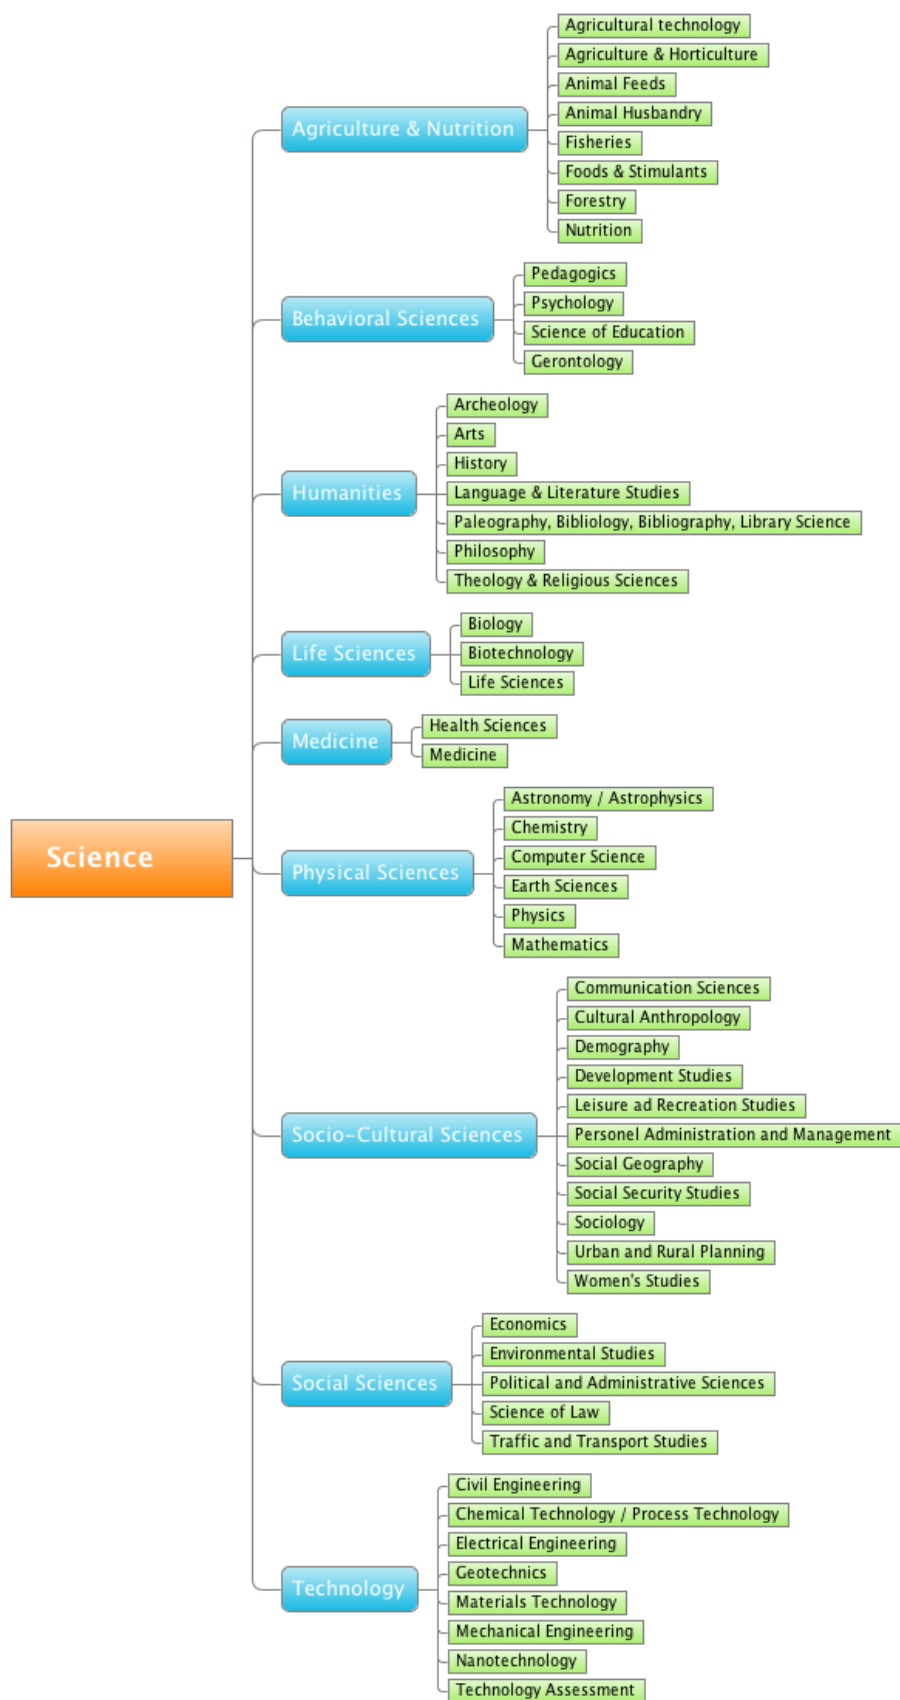 Science
Agriculture & Nutrition
Agricultural technology
Agriculture & Horticulture
Animal Feeds
Animal Husbandry
Fisheries
Foods & Stimulants
Forestry
Nutrition
Behavioral Sciences
Pedagogics
Psychology
Science of Education
Gerontology
Humanities
Archeology
Arts
History
Language & Literature Studies
Paleography, Bibliology, Bibliography, Library Science
Philosophy
Theology & Religious Sciences
Life Sciences
Biology
Biotechnology
Life Sciences
Medicine
Health Sciences
Medicine
Physical Sciences
Astronomy / Astrophysics
Chemistry
Computer Science
Earth Sciences
Physics
Mathematics
Socio-Cultural Sciences
Communication Sciences
Cultural Anthropology
Demography
Development Studies
Leisure ad Recreation Studies
Personel Administration and Management
Social Geography
Social Security Studies
Sociology
Urban and Rural Planning
Women's Studies
Social Sciences
Economics
Environmental Studies
Political and Administrative Sciences
Science of Law
Traffic and Transport Studies
Technology
Civil Engineering
Chemical Technology / Process Technology
Electrical Engineering
Geotechnics
Materials Technology
Mechanical Engineering
Nanotechnology
Technology Assessment